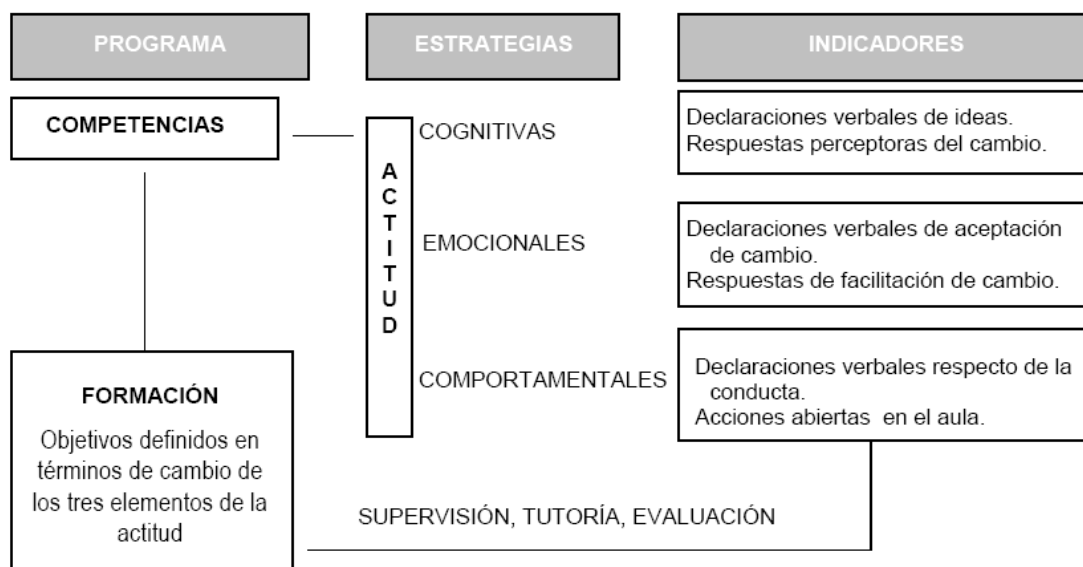 PROGRAMA
ESTRATEGIAS
INDICADORES
COMPETENCIAS
ACTITUD
COGNITIVAS
Declaraciones verbales de ideas.
Respuestas perceptoras del cambio.
EMOCIONALES
Declaraciones verbales de aceptación
de cambio.
Respuestas de facilitación de cambio.
COMPORTAMENTALES
Declaraciones verbales respecto de la
conducta.
Acciones abiertas en el aula.
FORMACIÓN
Objetivos definidos en
términos de cambio de
los tres elementos de la
actitud
SUPERVISIÓN, TUTORÍA, EVALUACIÓN